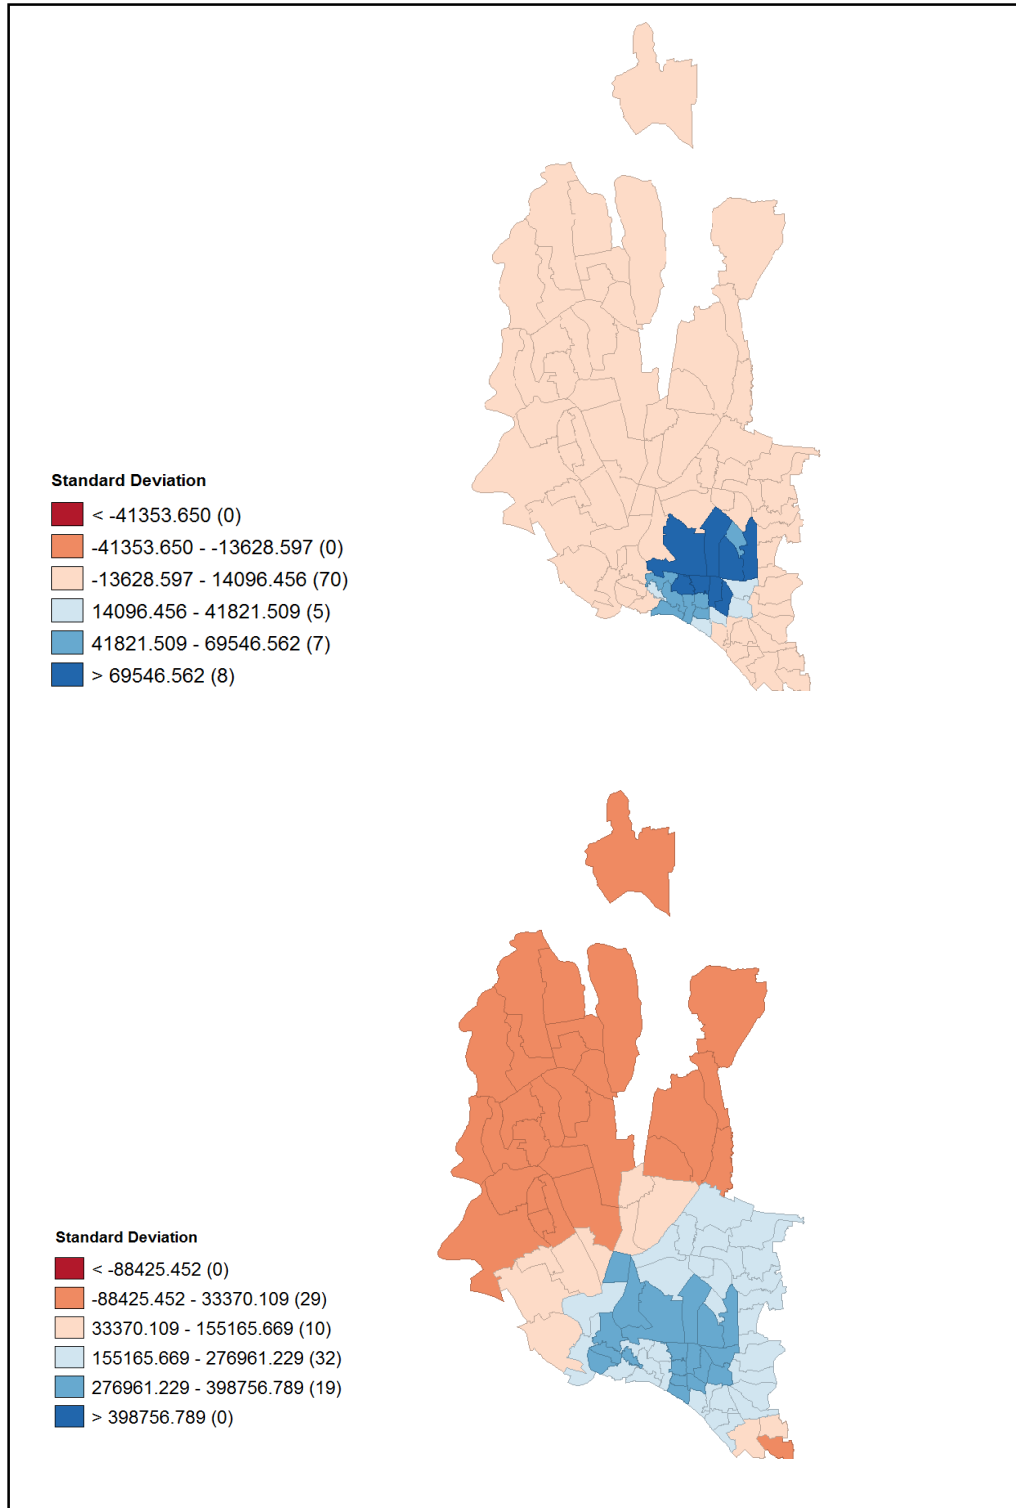 Standard Deviation
< -41353.650 (0)
-41353.650 - -13628.597 (0)
-13628.597 - 14096.456 (70)
14096.456 - 41821.509 (5)
41821.509 - 69546.562 (7)
> 69546.562 (8)
Standard Deviation
< -88425.452 (0)
-88425.452 - 33370.109 (29)
33370.109 - 155165.669 (10)
155165.669 - 276961.229 (32)
276961.229 - 398756.789 (19)
> 398756.789 (0)